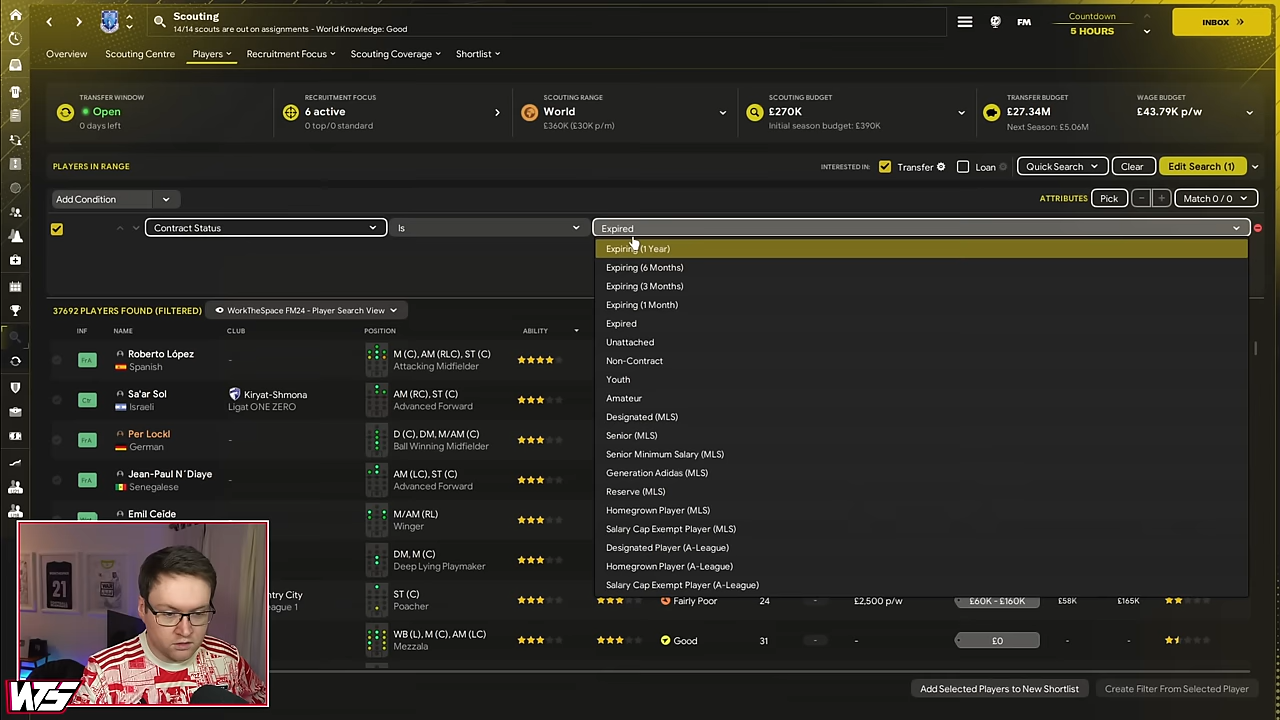 Scouting
14/14 scouts are out on assignments - World Knowledge: Good
FM
Countdown
5 HOURS
INBOX
Overview
Scouting Centre
Players
Recruitment Focus
Scouting Coverage
Shortlist
TRANSFER WINDOW
Open
0 days left
RECRUITMENT FOCUS
6 active
0 top/0 standard
SCOUTING RANGE
World
£360K (£30K p/m)
SCOUTING BUDGET
£270K
Initial season budget: £390K
TRANSFER BUDGET
£27.34M
Next Season: £5.06M
WAGE BUDGET
£43.79K p/w
PLAYERS IN RANGE
INTERESTED IN:
Transfer
Loan
Quick Search
Clear
Edit Search (1)
Add Condition
ATTRIBUTES
Pick
Match 0 / 0
Contract Status
Is
Expired
Expiring (1 Year)
Expiring (6 Months)
Expiring (3 Months)
Expiring (1 Month)
Expired
Unattached
Non-Contract
Youth
Amateur
Designated (MLS)
Senior (MLS)
Senior Minimum Salary (MLS)
Generation Adidas (MLS)
Reserve (MLS)
Homegrown Player (MLS)
Salary Cap Exempt Player (MLS)
Designated Player (A-League)
Homegrown Player (A-League)
Salary Cap Exempt Player (A-League)
37692 PLAYERS FOUND (FILTERED)
WorkTheSpace FM24 - Player Search View
INF NAME CLUB POSITION ABILITY
FrA Roberto López - M (C), AM (RLC), ST (C)
Spanish Attacking Midfielder
Ctr Sa'ar Sol Kiryat-Shmona AM (RC), ST (C)
Israeli Ligat ONE ZERO Advanced Forward
FrA Per Lockl - D (C), DM, M/AM (C)
German Ball Winning Midfielder
FrA Jean-Paul N´Diaye - AM (LC), ST (C)
Senegalese Advanced Forward
Emil Ceïde M/AM (RL)
Winger
DM, M (C)
Deep Lying Playmaker
ntry City ST (C) Fairly Poor 24 - £2,500 p/w £60K - £160K £58K £165K
ague 1 Poacher
WB (L), M (C), AM (LC) Good 31 - - £0 - -
Mezzala
21
WTS
Add Selected Players to New Shortlist
Create Filter From Selected Player